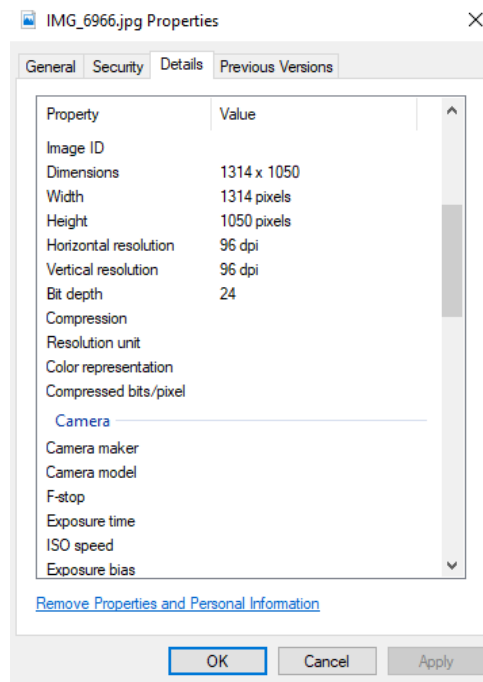 IMG_6966.jpg Properties
General Security Details Previous Versions
Property Value
Image ID
Dimensions 1314 x 1050
Width 1314 pixels
Height 1050 pixels
Horizontal resolution 96 dpi
Vertical resolution 96 dpi
Bit depth 24
Compression
Resolution unit
Color representation
Compressed bits/pixel
Camera
Camera maker
Camera model
F-stop
Exposure time
ISO speed
Exposure bias
Remove Properties and Personal Information
OK Cancel Apply